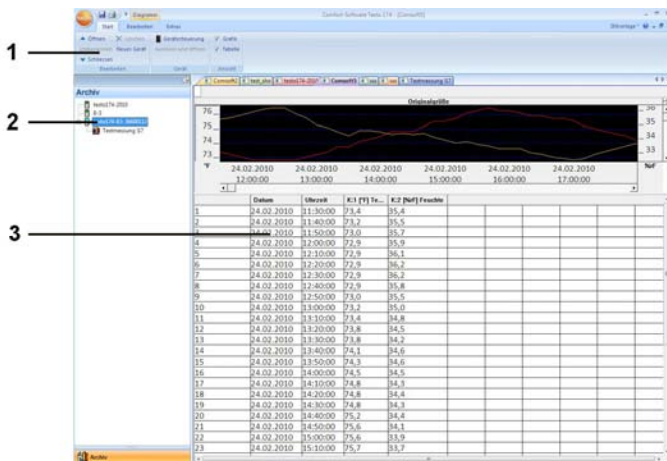 Diagramm
Comfort Software Testo 174 - [Comsoft5]
Start Bearbeiten Extras
Öffnen Löschen Gerätesteuerung Grafik
Neues Gerät Tabelle
Schliessen
Bearbeiten Gerät Ansicht
Archiv
testo174-2010
Textmessung ST
Archiv
1
2
3
Originalgröße
76
75
74
73
°F
36
35
34
33
%rF
24.02.2010 24.02.2010 24.02.2010 24.02.2010 24.02.2010 24.02.2010
12:00:00 13:00:00 14:00:00 15:00:00 16:00:00 17:00:00
Datum Uhrzeit K:1 [°F] Te... K:2 [%rF] Feuchte
1 24.02.2010 11:30:00 73,4 35,4
2 24.02.2010 11:40:00 73,2 35,5
3 24.02.2010 11:50:00 73,0 35,7
4 24.02.2010 12:00:00 72,9 35,9
5 24.02.2010 12:10:00 72,9 36,1
6 24.02.2010 12:20:00 72,9 36,2
7 24.02.2010 12:30:00 72,9 36,2
8 24.02.2010 12:40:00 72,9 35,8
9 24.02.2010 12:50:00 73,0 35,5
10 24.02.2010 13:00:00 73,2 35,0
11 24.02.2010 13:10:00 73,4 34,8
12 24.02.2010 13:20:00 73,8 34,5
13 24.02.2010 13:30:00 73,8 34,2
14 24.02.2010 13:40:00 74,1 34,6
15 24.02.2010 13:50:00 74,3 34,6
16 24.02.2010 14:00:00 74,5 34,5
17 24.02.2010 14:10:00 74,8 34,3
18 24.02.2010 14:20:00 74,8 34,4
19 24.02.2010 14:30:00 74,8 34,3
20 24.02.2010 14:40:00 75,2 34,4
21 24.02.2010 14:50:00 75,6 34,1
22 24.02.2010 15:00:00 75,6 33,9
23 24.02.2010 15:10:00 75,7 33,7